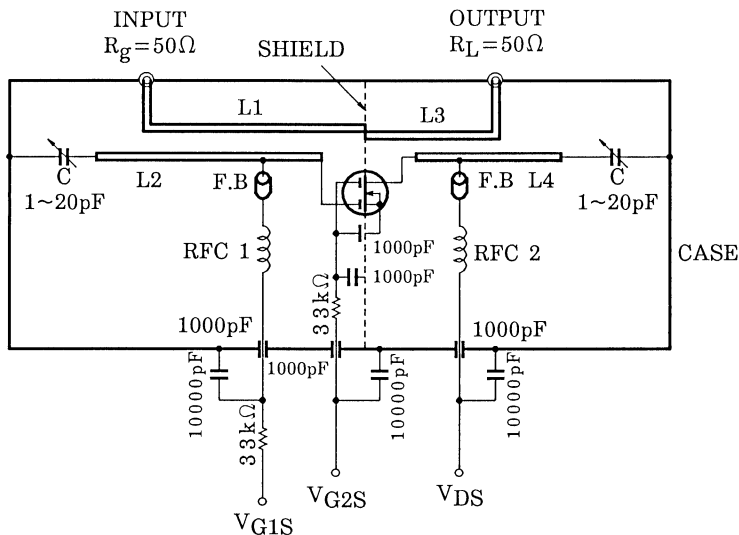 INPUT
Rg=50Ω
OUTPUT
RL=50Ω
SHIELD
L1
L3
C
1~20pF
L2
F.B
F.B
L4
C
1~20pF
RFC 1
1000pF
1000pF
33kΩ
RFC 2
CASE
1000pF
1000pF
1000pF
10000pF
10000pF
10000pF
33kΩ
VG1S
VG2S
VDS